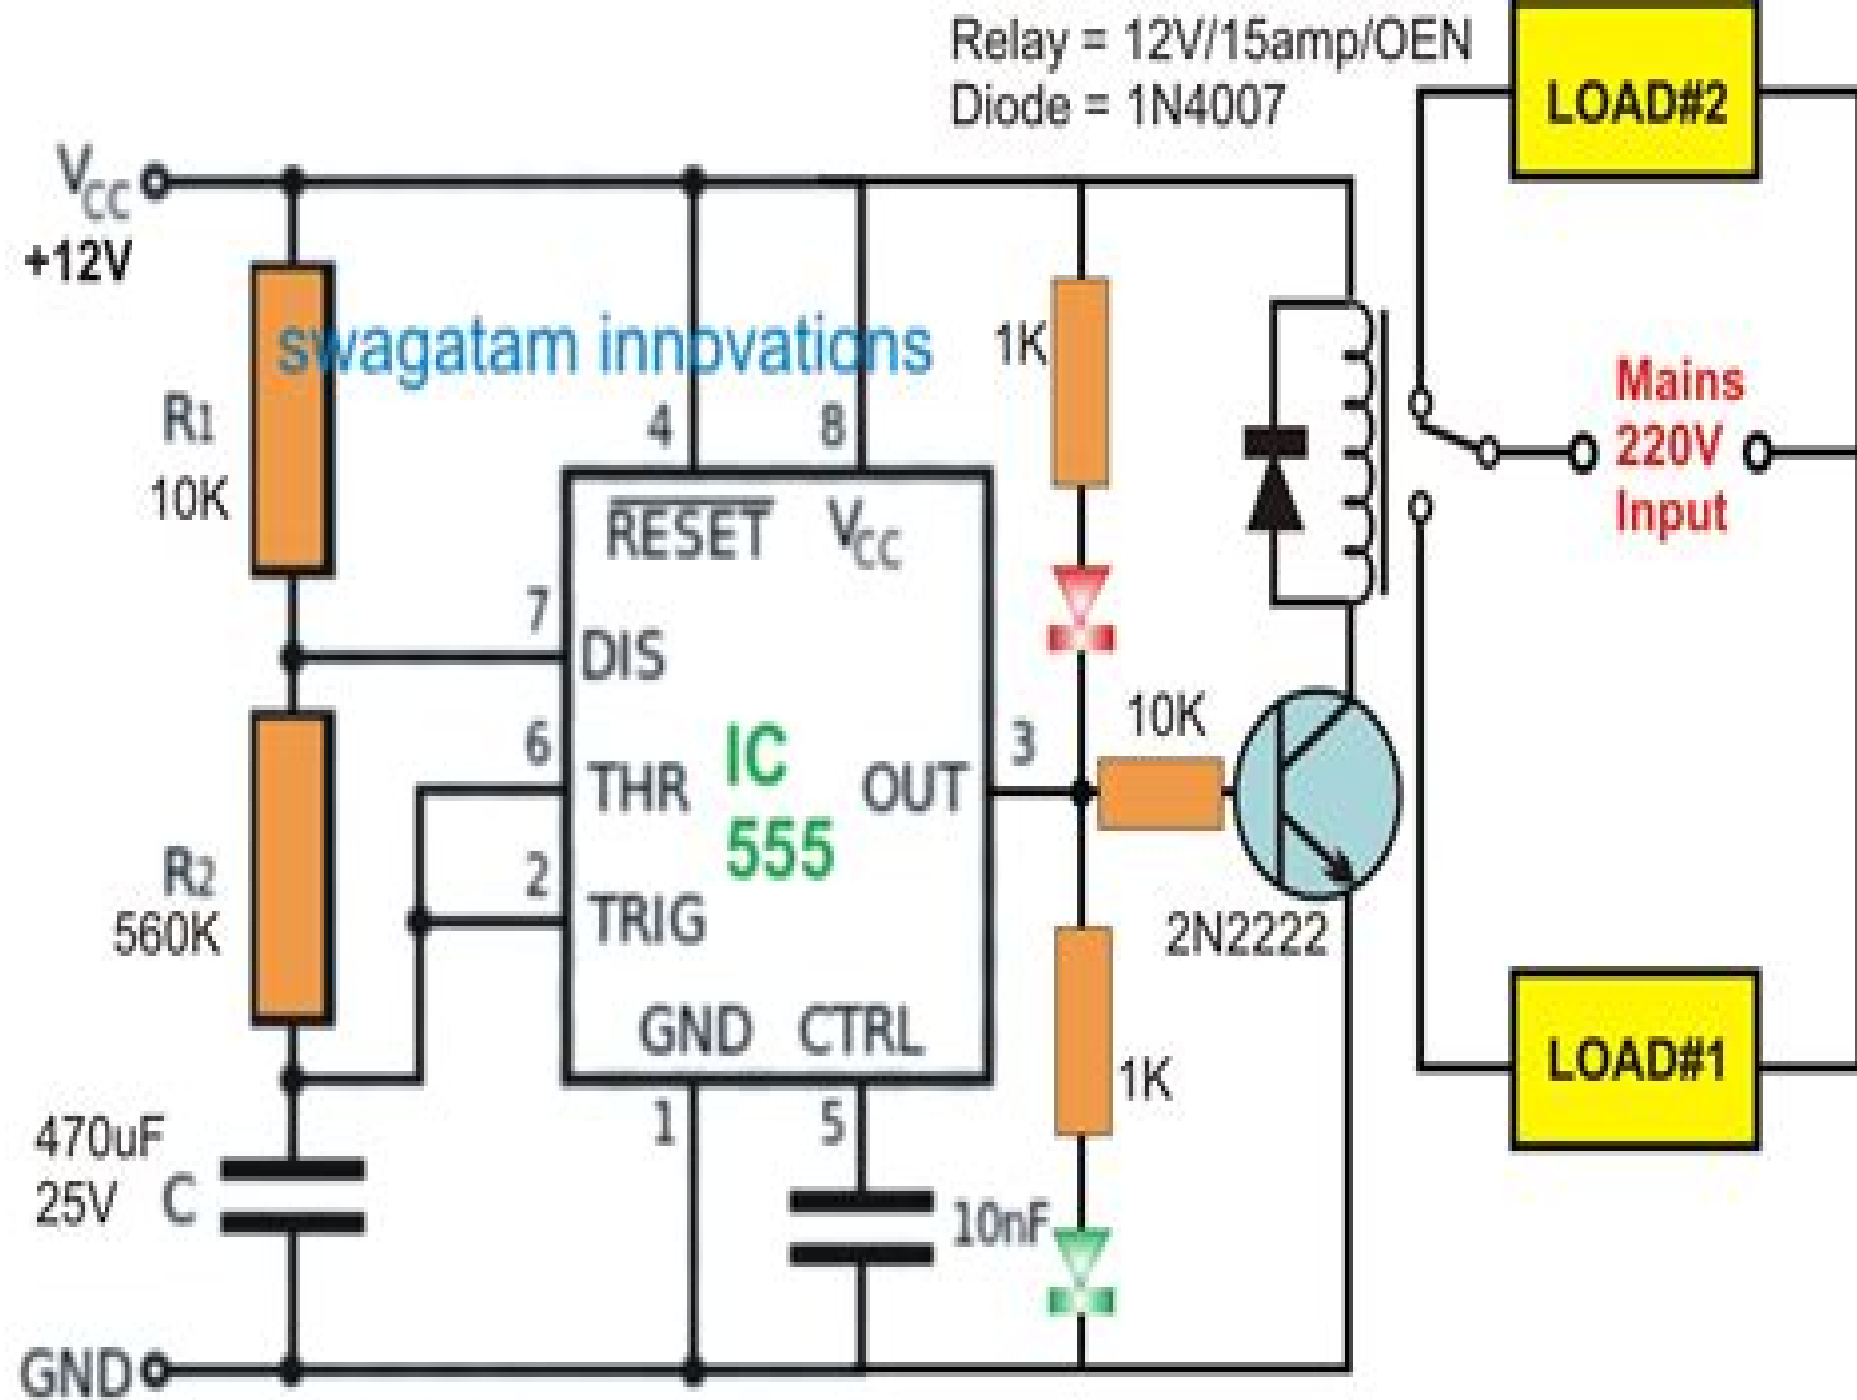 Relay = 12V/15amp/OEN
Diode = 1N4007
LOAD#2
VCC
+12V
swagatam innovations
R1
10K
4
8
1K
Mains
220V
Input
RESET
VCC
7
DIS
6
THR
IC
555
OUT
3
10K
2
TRIG
R2
560K
2N2222
GND
CTRL
LOAD#1
1K
1
5
470uF
25V
C
10nF
GND